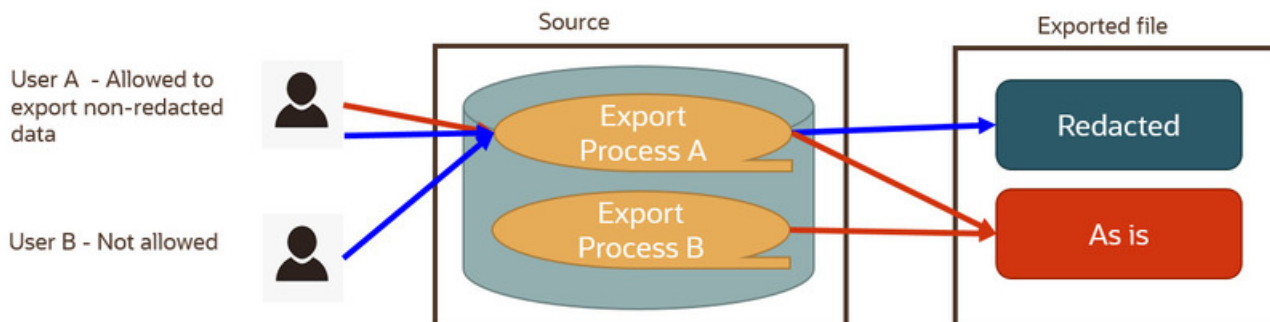 Source
Exported file
User A - Allowed to
export non-redacted
data
Export
Process A
Redacted
User B - Not allowed
Export
Process B
As is